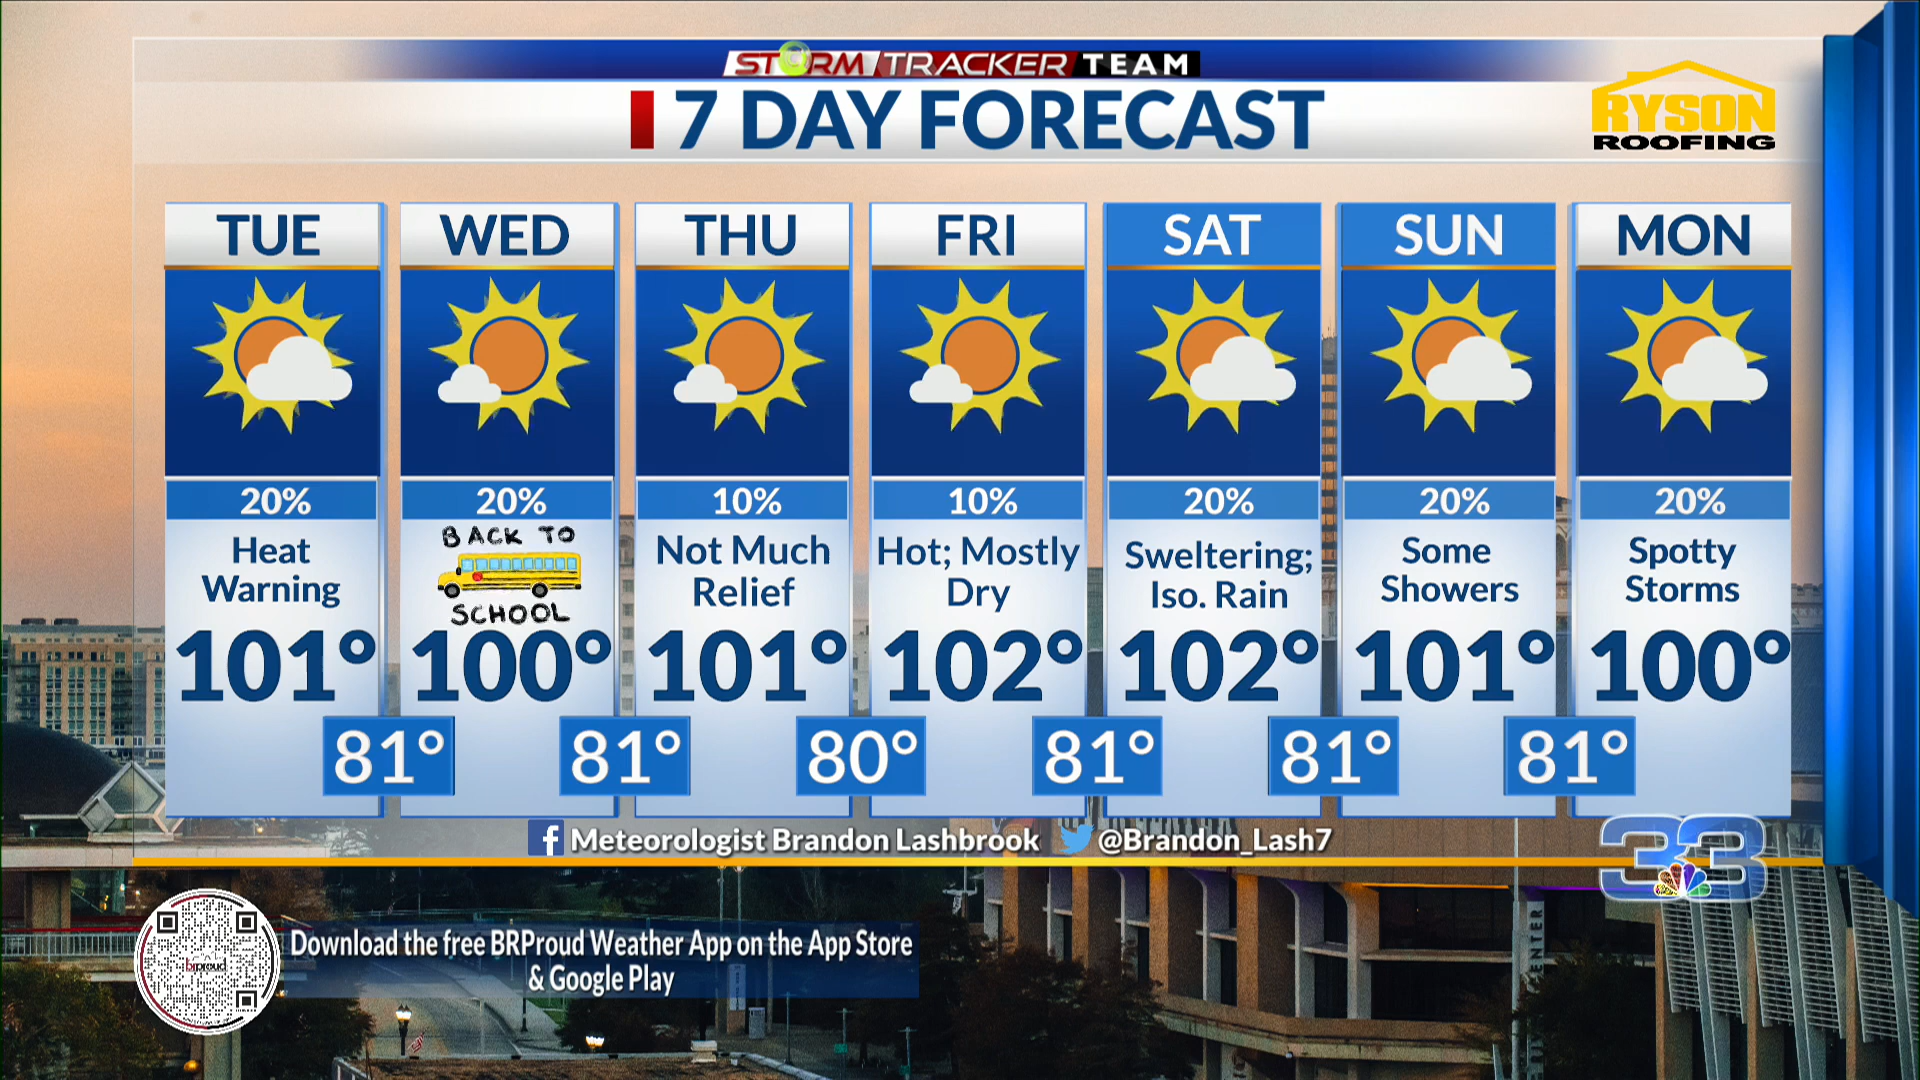 STORM TRACKER TEAM
7 DAY FORECAST
RYSON
ROOFING
TUE
20%
Heat
Warning
101°
81°
WED
20%
BACK TO
SCHOOL
100°
81°
THU
10%
Not Much
Relief
101°
80°
FRI
10%
Hot; Mostly
Dry
102°
81°
SAT
20%
Sweltering;
Iso. Rain
102°
81°
SUN
20%
Some
Showers
101°
81°
MON
20%
Spotty
Storms
100°
f Meteorologist Brandon Lashbrook @Brandon_Lash7
33
brproud
Download the free BRProud Weather App on the App Store
& Google Play